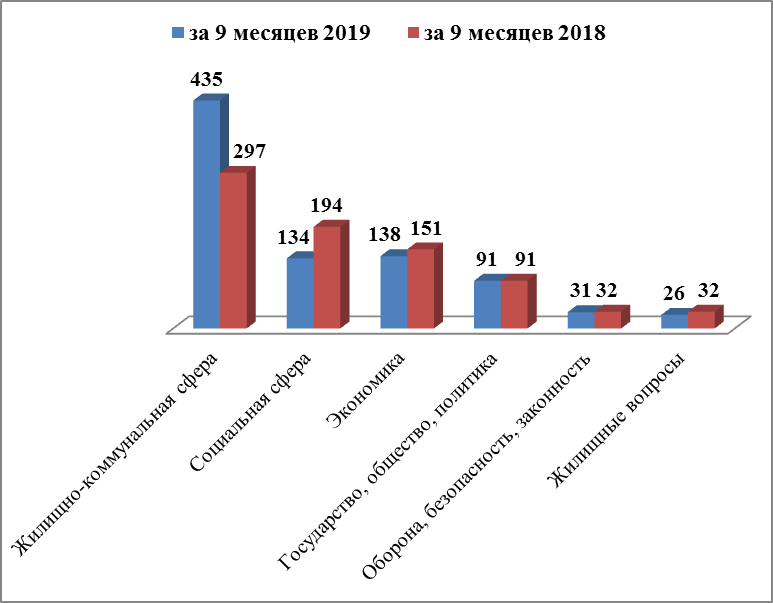 за 9 месяцев 2019 за 9 месяцев 2018
435
297
134
194
138
151
91
91
31
32
26
32
Жилищно-коммунальная сфера
Социальная сфера
Экономика
Государство, общество, политика
Оборона, безопасность, законность
Жилищные вопросы